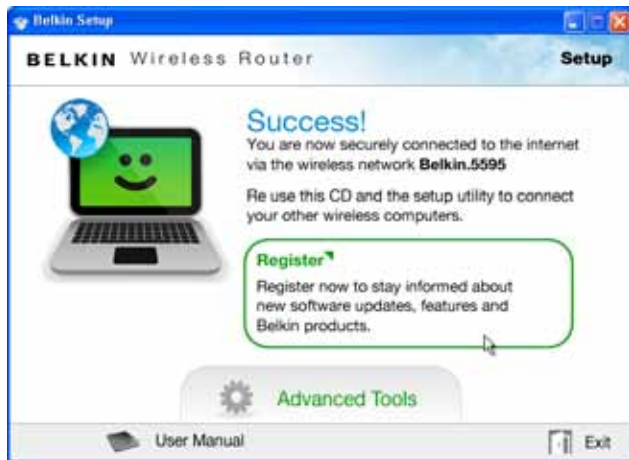 Belkin Setup
BELKIN Wireless Router
Setup
Success!
You are now securely connected to the internet
via the wireless network Belkin.5595
Re use this CD and the setup utility to connect
your other wireless computers.
Register
Register now to stay informed about
new software updates, features and
Belkin products.
Advanced Tools
User Manual
Exit